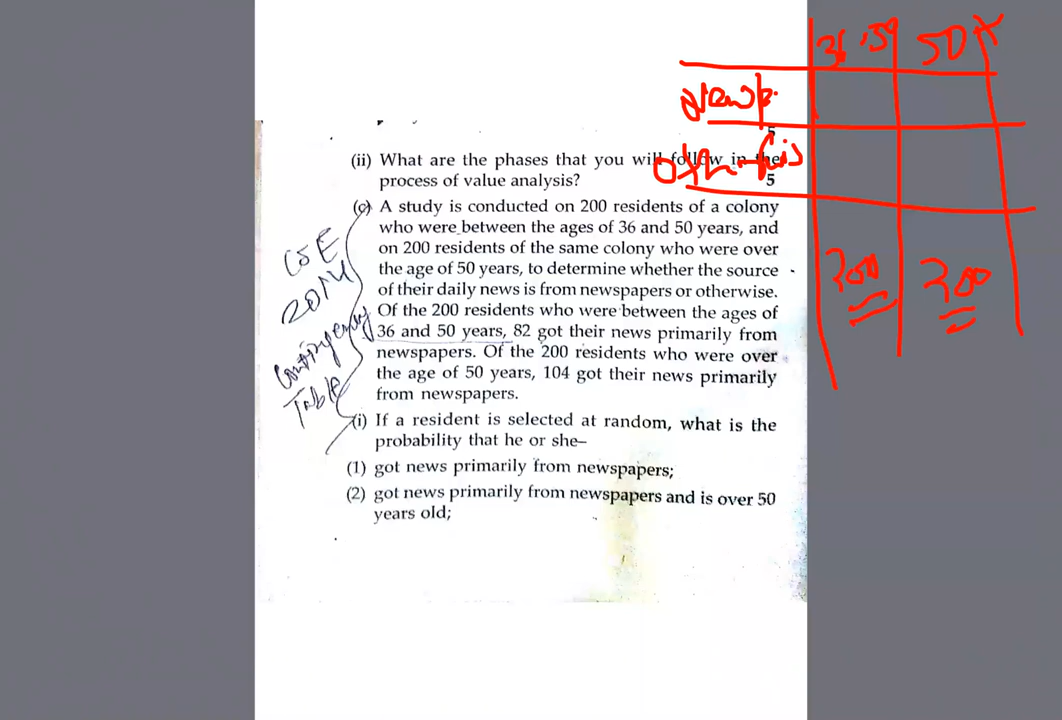 36-50 50+
Newsp.
Otherwis
200 200
5
(ii) What are the phases that you will follow in the
process of value analysis? 5
(c) A study is conducted on 200 residents of a colony
who were between the ages of 36 and 50 years, and
on 200 residents of the same colony who were over
the age of 50 years, to determine whether the source
of their daily news is from newspapers or otherwise.
Of the 200 residents who were between the ages of
36 and 50 years, 82 got their news primarily from
newspapers. Of the 200 residents who were over
the age of 50 years, 104 got their news primarily
from newspapers.
CSE
2014
Contingency
Table
(i) If a resident is selected at random, what is the
probability that he or she–
(1) got news primarily from newspapers;
(2) got news primarily from newspapers and is over 50
years old;